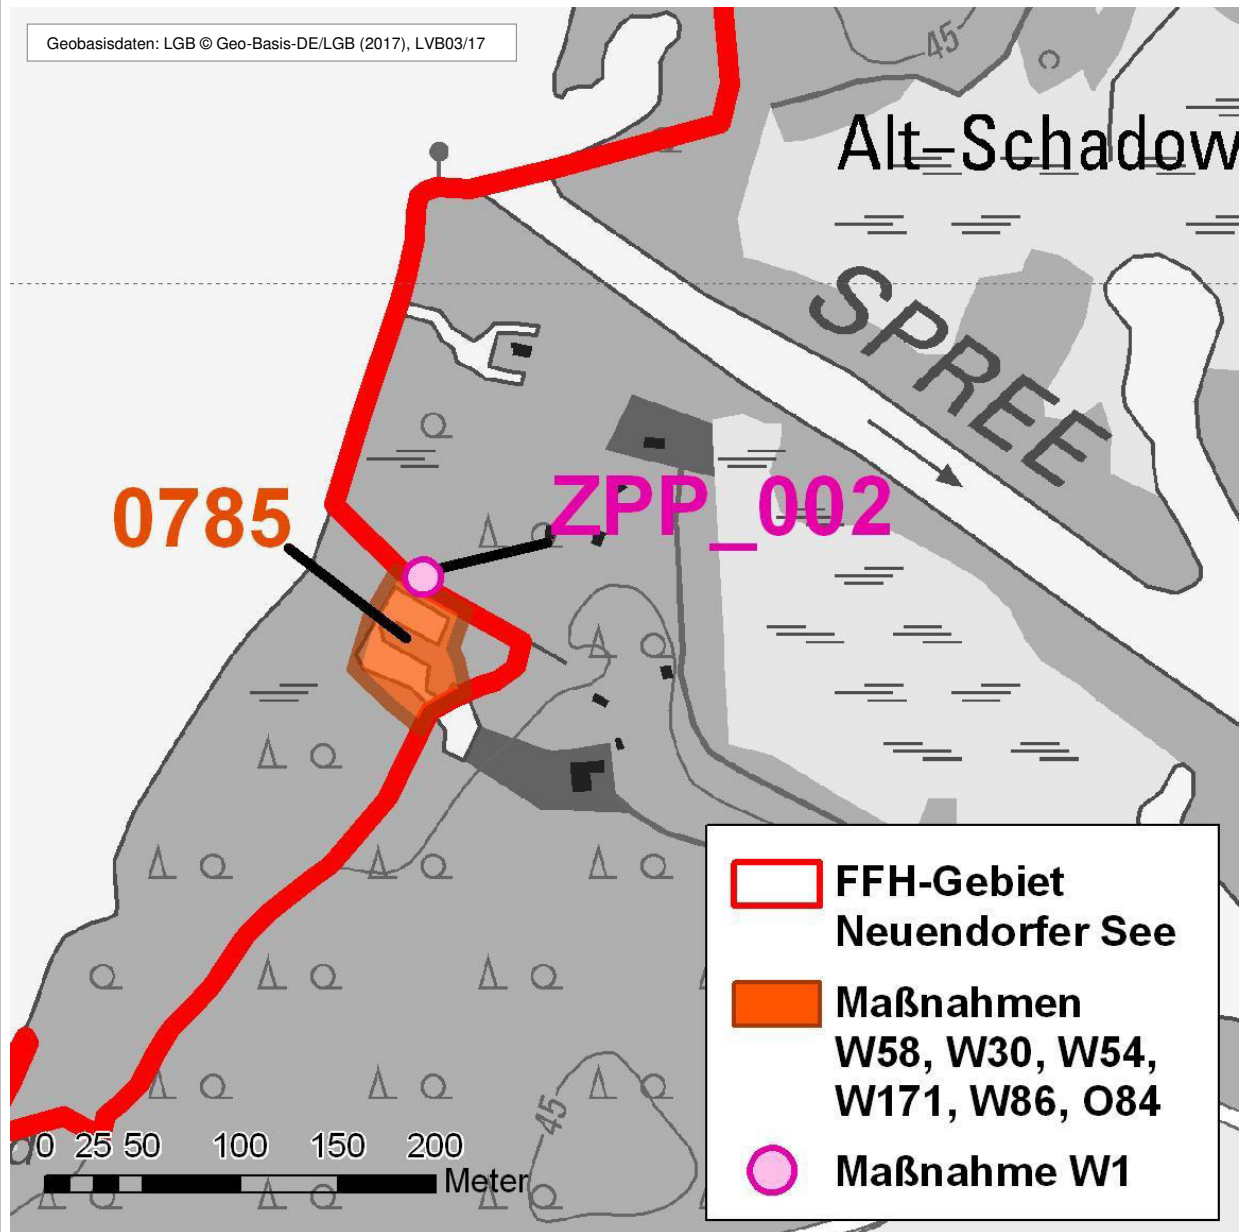 Geobasisdaten: LGB © Geo-Basis-DE/LGB (2017), LVB03/17
45
Alt-Schadow
SPREE
0785
ZPP_002
FFH-Gebiet
Neuendorfer See
Maßnahmen
W58, W30, W54,
W171, W86, O84
Maßnahme W1
45
0 25 50 100 150 200
Meter